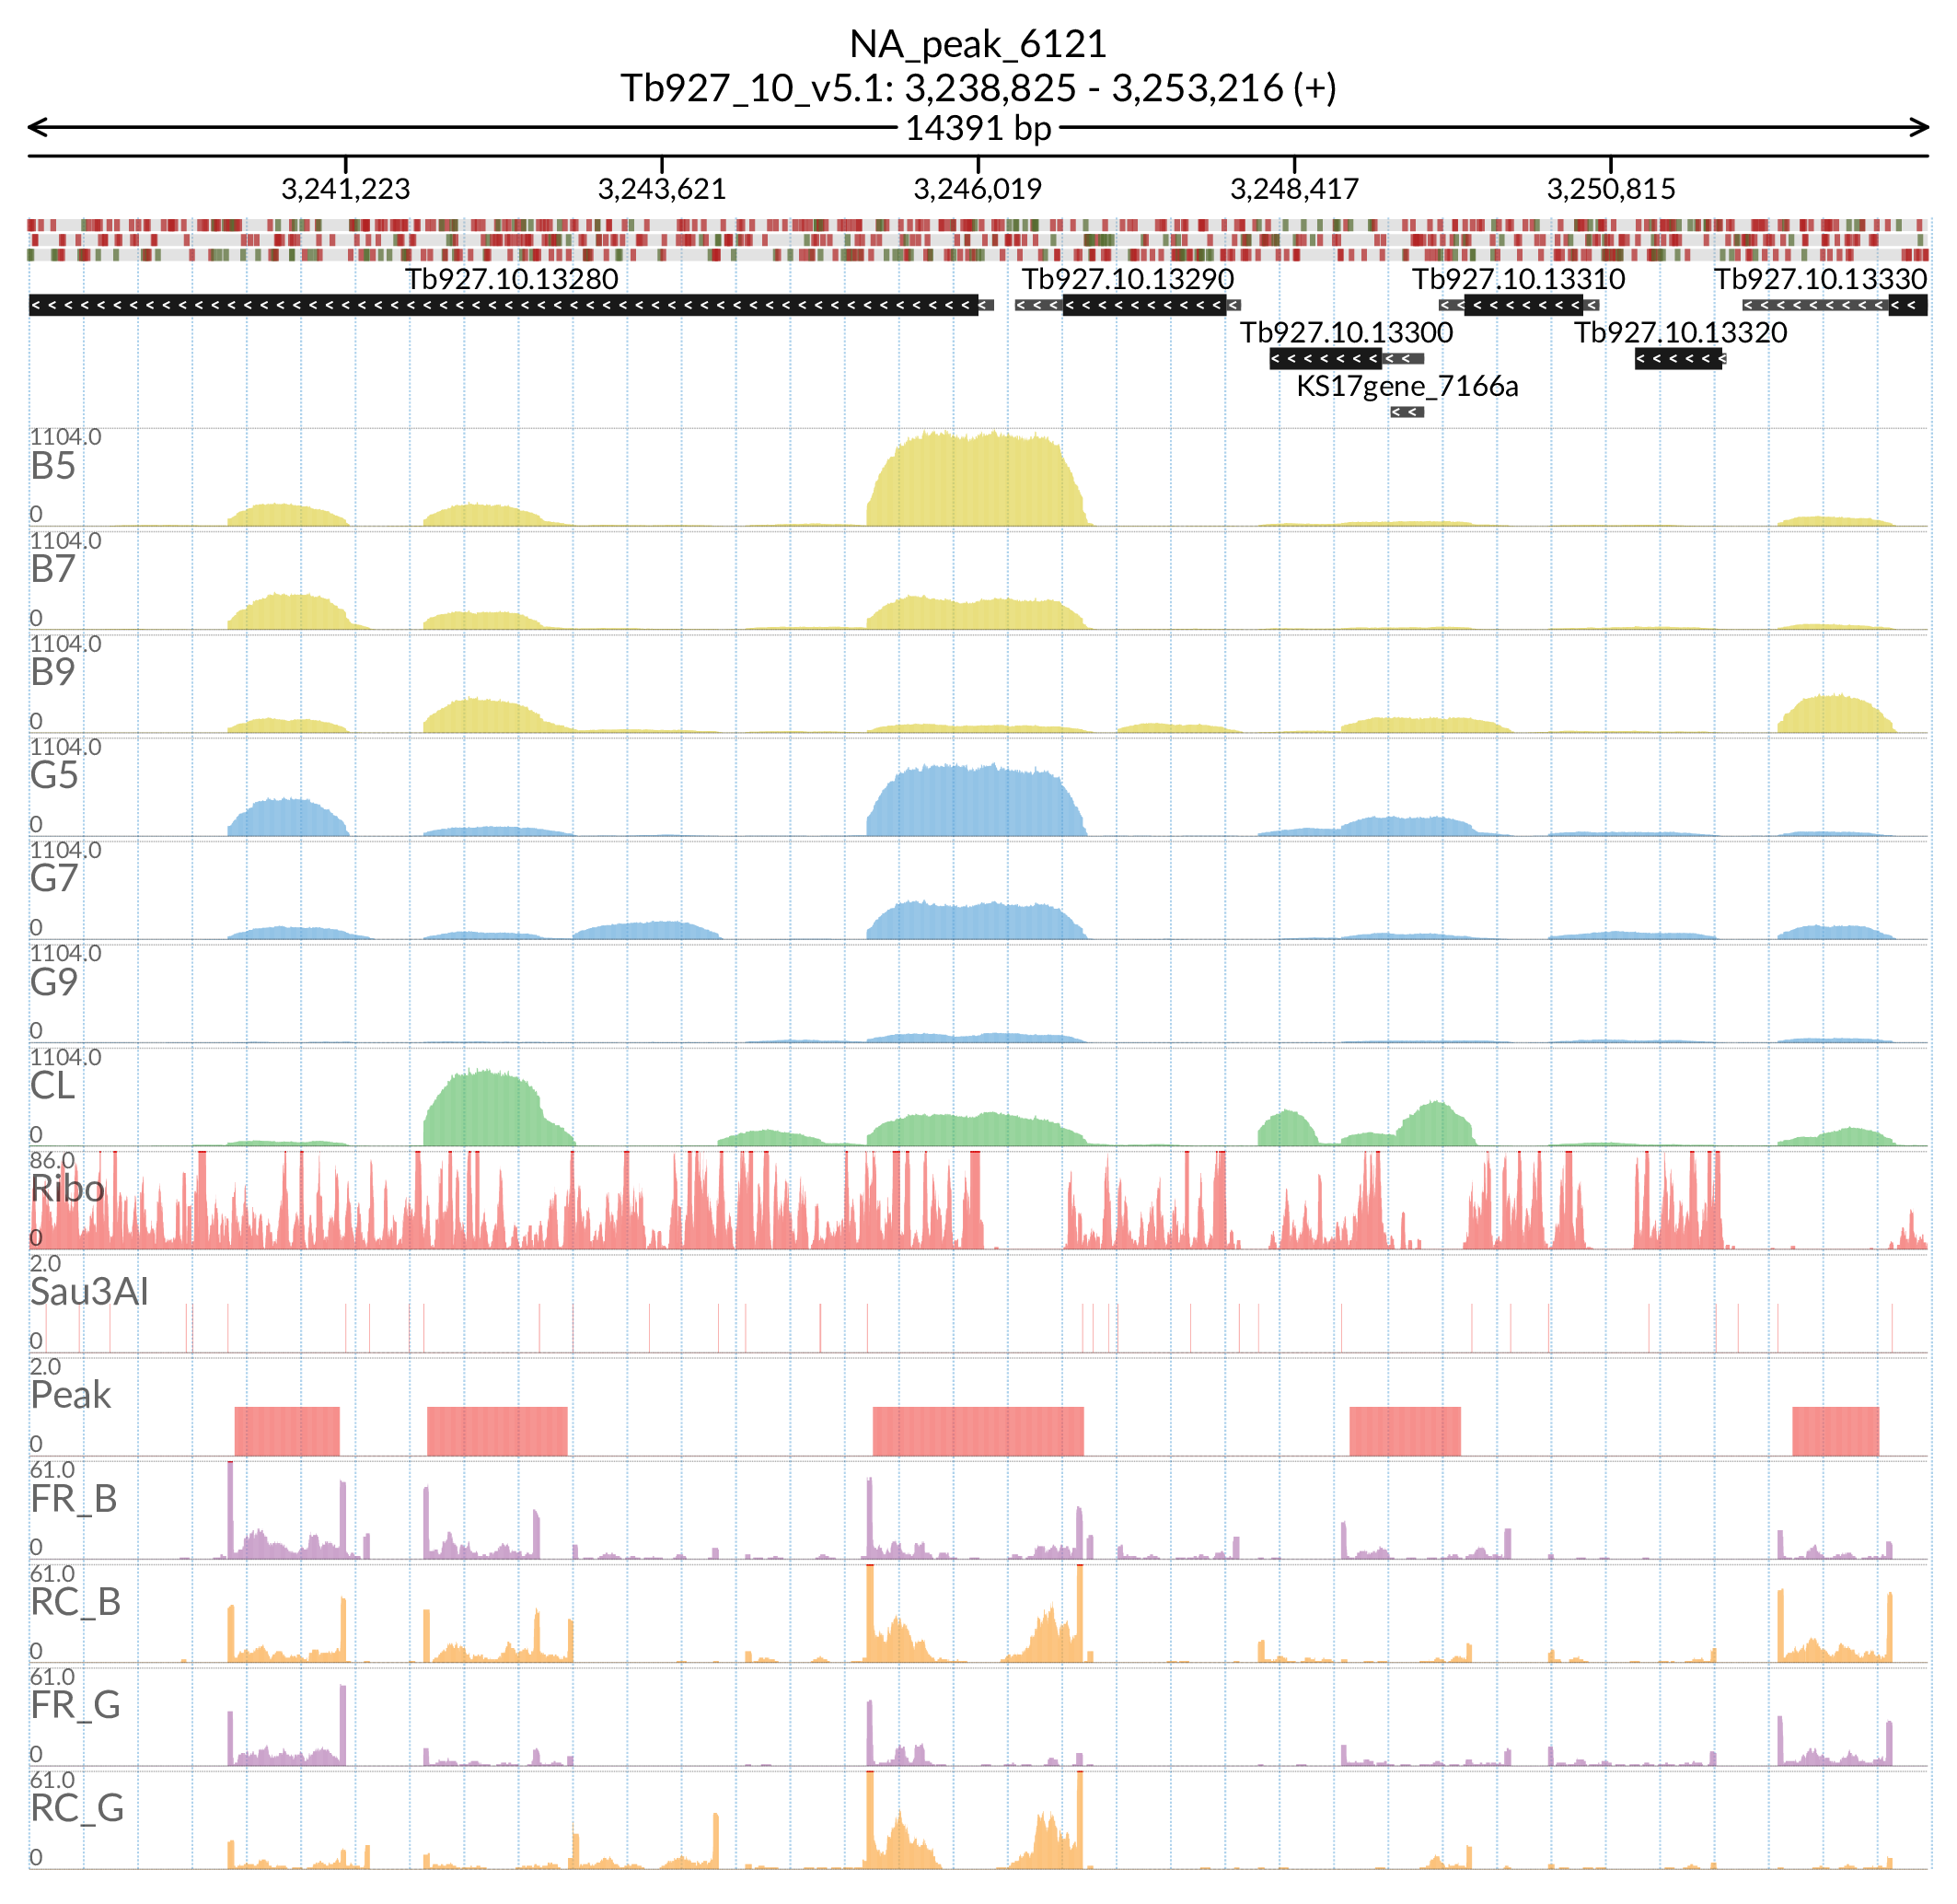 NA_peak_6121
Tb927_10_v5.1: 3,238,825 - 3,253,216 (+)
14391 bp
3,241,223 3,243,621 3,246,019 3,248,417 3,250,815
Tb927.10.13280 Tb927.10.13290 Tb927.10.13310 Tb927.10.13330
Tb927.10.13300 Tb927.10.13320
KS17gene_7166a
1104.0
B5
0
1104.0
B7
0
1104.0
B9
0
1104.0
G5
0
1104.0
G7
0
1104.0
G9
0
1104.0
CL
0
86.0
Ribo
0
2.0
Sau3AI
0
2.0
Peak
0
61.0
FR_B
0
61.0
RC_B
0
61.0
FR_G
0
61.0
RC_G
0